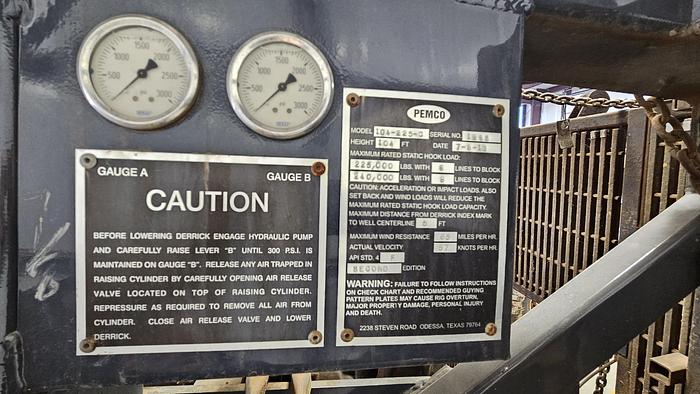 500 1000 1500 2000 2500 3000
psi
500 1000 1500 2000 2500 3000
psi
GAUGE A
GAUGE B
CAUTION
BEFORE LOWERING DERRICK ENGAGE HYDRAULIC PUMP
AND CAREFULLY RAISE LEVER "B" UNTIL 300 P.S.I. IS
MAINTAINED ON GAUGE "B". RELEASE ANY AIR TRAPPED IN
RAISING CYLINDER BY CAREFULLY OPENING AIR RELEASE
VALVE LOCATED ON TOP OF RAISING CYLINDER.
REPRESSURE AS REQUIRED TO REMOVE ALL AIR FROM
CYLINDER. CLOSE AIR RELEASE VALVE AND LOWER
DERRICK.
PEMCO
MODEL 104-225-G SERIAL NO.
HEIGHT 104 FT DATE
MAXIMUM RATED STATIC HOOK LOAD:
225,000 LBS. WITH 6 LINES TO BLOCK
240,000 LBS. WITH 8 LINES TO BLOCK
CAUTION: ACCELERATION OR IMPACT LOADS. ALSO
SET BACK AND WIND LOADS WILL REDUCE THE
MAXIMUM RATED STATIC HOOK LOAD CAPACITY.
MAXIMUM DISTANCE FROM DERRICK INDEX MARK
TO WELL CENTERLINE FT
MAXIMUM WIND RESISTANCE MILES PER HR.
ACTUAL VELOCITY KNOTS PER HR.
API STD. 4 F
SECOND EDITION
WARNING: FAILURE TO FOLLOW INSTRUCTIONS
ON CHECK CHART AND RECOMMENDED GUYING
PATTERN PLATES MAY CAUSE RIG OVERTURN,
MAJOR PROPERTY DAMAGE, PERSONAL INJURY
AND DEATH.
2238 STEVEN ROAD ODESSA, TEXAS 79764